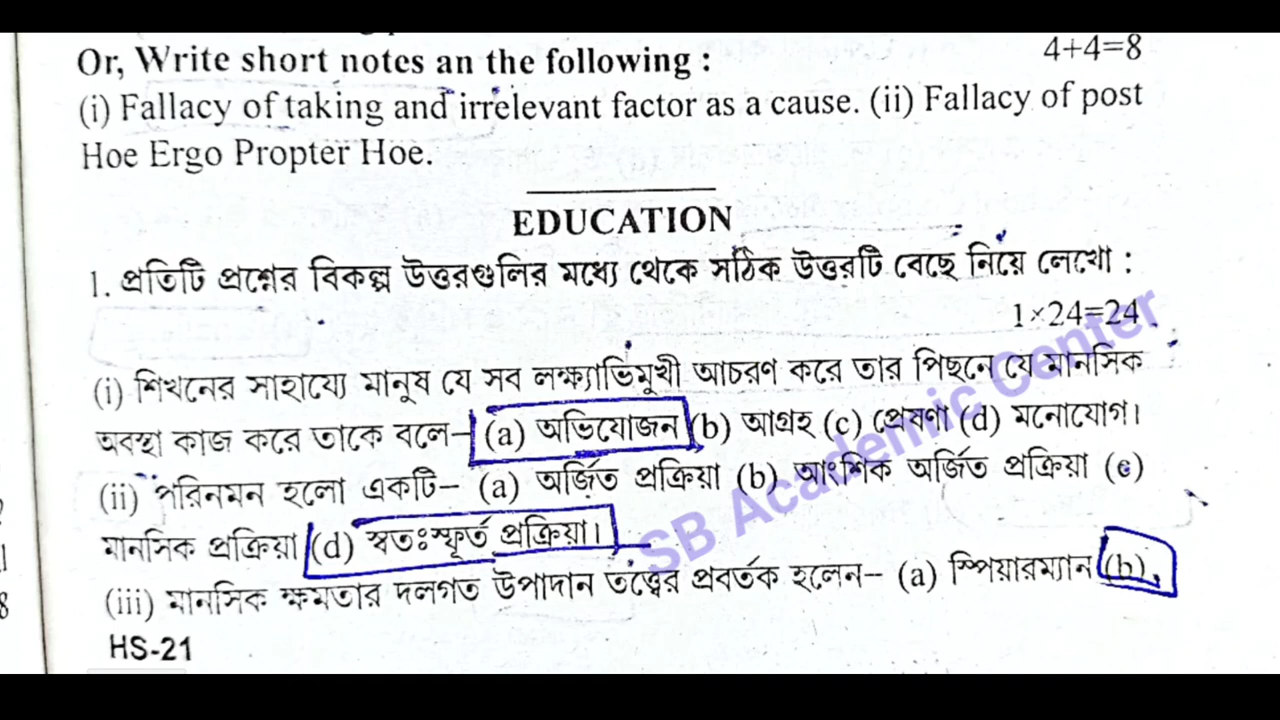 Or, Write short notes an the following :
4+4=8
(i) Fallacy of taking and irrelevant factor as a cause. (ii) Fallacy of post
Hoe Ergo Propter Hoe.
EDUCATION
1. প্রতিটি প্রশ্নের বিকল্প উত্তরগুলির মধ্যে থেকে সঠিক উত্তরটি বেছে নিয়ে লেখো :
1×24=24
(i) শিখনের সাহায্যে মানুষ যে সব লক্ষ্যাভিমুখী আচরণ করে তার পিছনে যে মানসিক
অবস্থা কাজ করে তাকে বলে– (a) অভিযোজন (b) আগ্রহ (c) প্রেষণা (d) মনোযোগ।
(ii) পরিনমন হলো একটি– (a) অর্জিত প্রক্রিয়া (b) আংশিক অর্জিত প্রক্রিয়া (c)
মানসিক প্রক্রিয়া (d) স্বতঃস্ফূর্ত প্রক্রিয়া।
(iii) মানসিক ক্ষমতার দলগত উপাদান তত্ত্বের প্রবর্তক হলেন– (a) স্পিয়ারম্যান (b)
HS-21
SB Academic Center